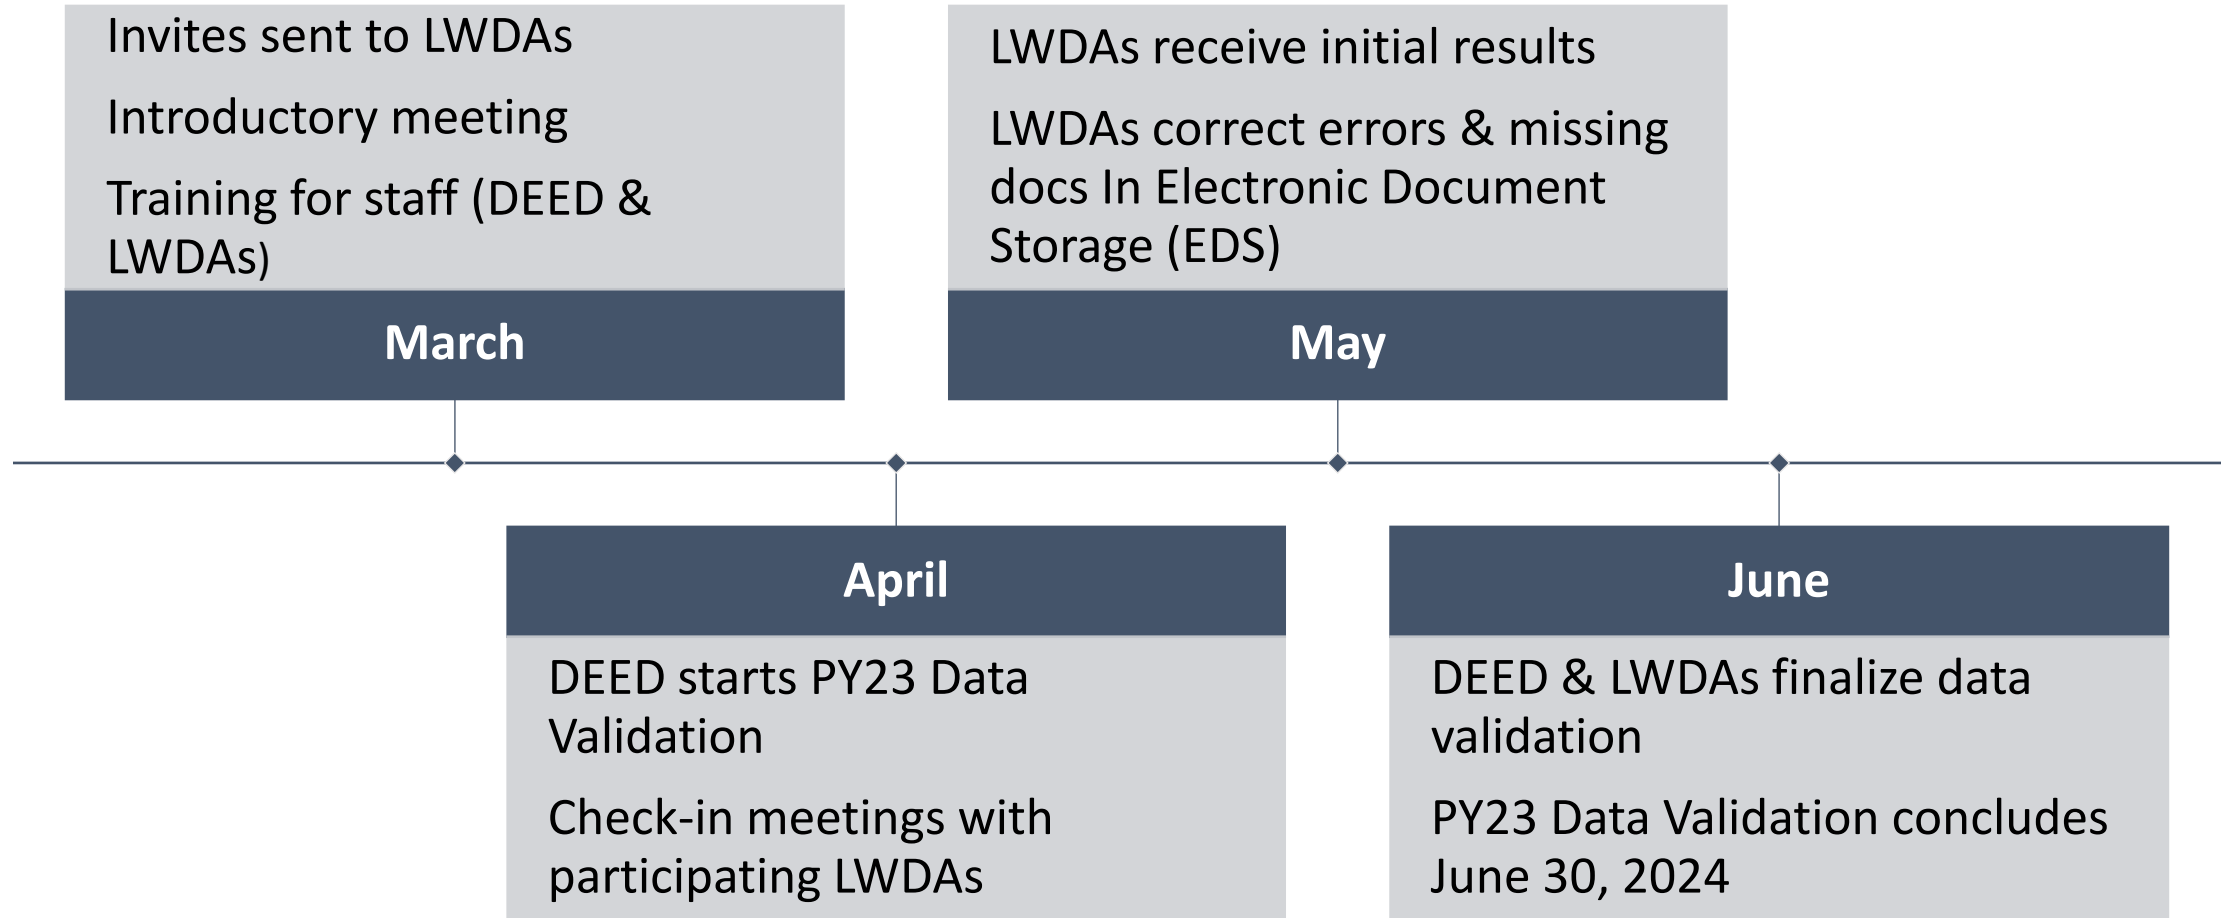 Invites sent to LWDAs
Introductory meeting
Training for staff (DEED &
LWDAs)
March
LWDAs receive initial results
LWDAs correct errors & missing
docs In Electronic Document
Storage (EDS)
May
April
DEED starts PY23 Data
Validation
Check-in meetings with
participating LWDAs
June
DEED & LWDAs finalize data
validation
PY23 Data Validation concludes
June 30, 2024